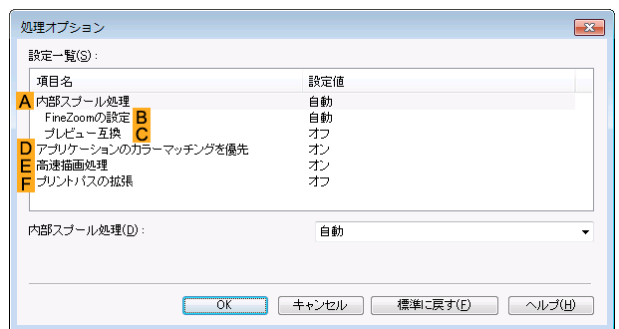 処理オプション
設定一覧(S):
項目名 設定値
A 内部スプール処理 自動
FineZoomの設定 B 自動
プレビュー互換 C オフ
D アプリケーションのカラーマッチングを優先 オン
E 高速描画処理 オン
F プリントパスの拡張 オフ
内部スプール処理(D): 自動
OK キャンセル 標準に戻す(F) ヘルプ(H)